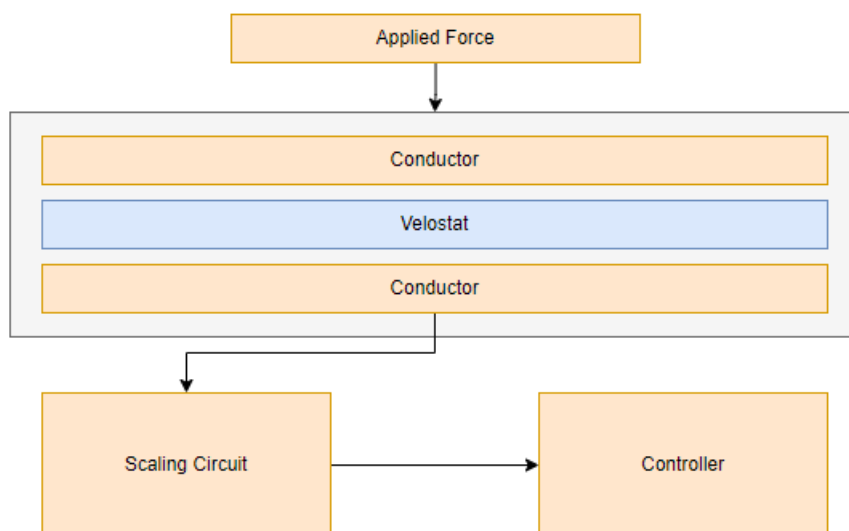 Applied Force
Conductor
Velostat
Conductor
Scaling Circuit
Controller